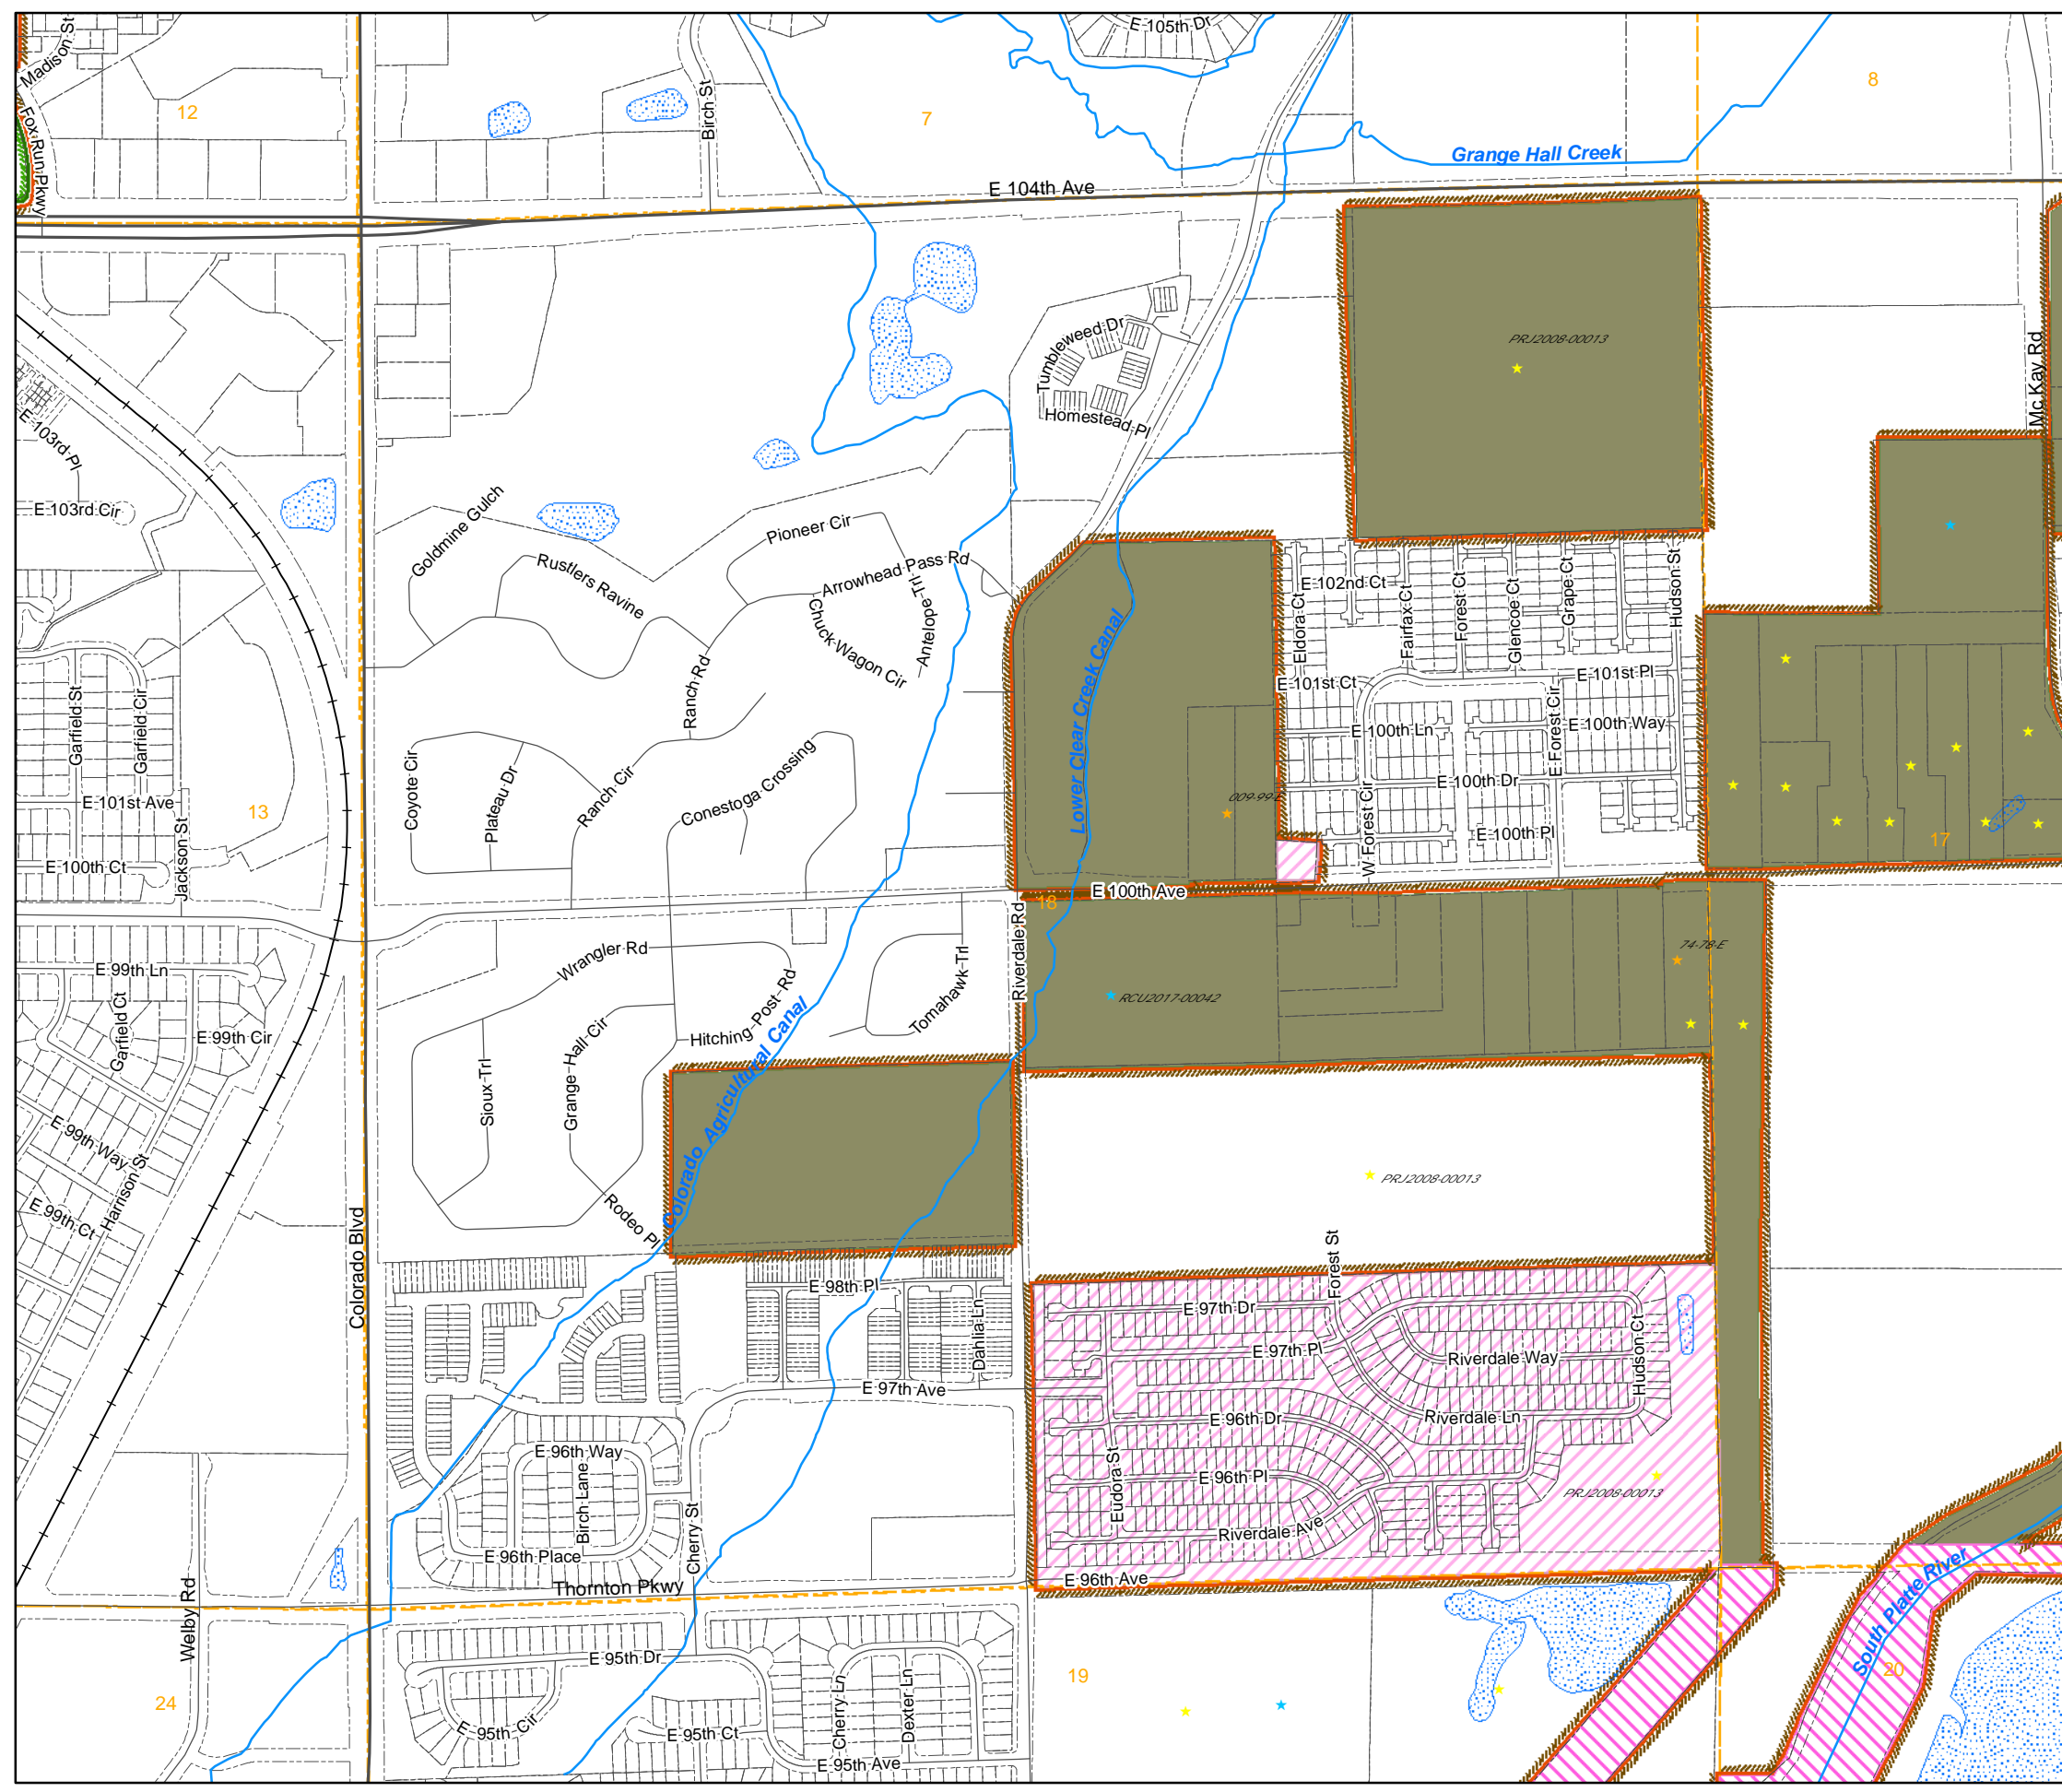 E 105th Dr
Madison St
12
7
8
Birch St
Fox Run Pkwy
Grange Hall Creek
E 104th Ave
Tumbleweed Dr
Homestead Pl
PRJ2008-00013
Mc Kay Rd
E 103rd Pl
E 103rd Cir
Goldmine Gulch
Pioneer Cir
Rustlers Ravine
Arrowhead Pass Rd
Chuck Wagon Cir
Antelope Trl
Ranch Rd
E 102nd Ct
Eldora Ct
Fairfax Ct
Forest Ct
Glencoe Ct
Grape Ct
Hudson St
Lower Clear Creek Canal
E 101st Ct
E 101st Pl
E 100th Ln
E Forest Cir
E 100th Way
E 100th Dr
W Forest Cir
E 100th Pl
Garfield St
Garfield Cir
E 101st Ave
13
E 100th Ct
Jackson St
Coyote Cir
Plateau Dr
Ranch Cir
Conestoga Crossing
009-99-E
17
E 100th Ave
18
Riverdale Rd
Wrangler Rd
E 99th Ln
Garfield Ct
E 99th Cir
Hitching Post Rd
Tomahawk Trl
RCU2017-00042
74-78-E
Sioux Trl
Grange Hall Cir
Colorado Agricultural Canal
E 99th Way
Harrison St
E 99th Ct
Rodeo Pl
PRJ2008-00013
Colorado Blvd
Forest St
E 98th Pl
Dahlia Ln
E 97th Dr
E 97th Pl
Riverdale Way
Hudson Ct
E 97th Ave
E 96th Dr
Riverdale Ln
E 96th Way
Birch Lane
E 96th Pl
Eudora St
PRJ2008-00013
Riverdale Ave
Cherry St
E 96th Place
Thornton Pkwy
E 96th Ave
Welby Rd
South Platte River
24
E 95th Dr
E 95th Cir
E 95th Ct
Cherry Ln
Dexter Ln
E 95th Ave
19
20